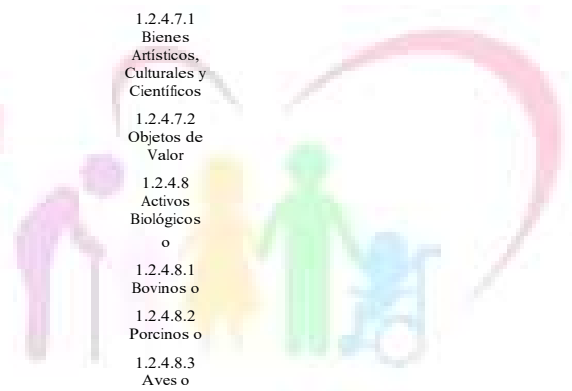 1.2.4.7.1
Bienes
Artísticos,
Culturales y
Científicos
1.2.4.7.2
Objetos de
Valor
1.2.4.8
Activos
Biológicos
o
1.2.4.8.1
Bovinos o
1.2.4.8.2
Porcinos o
1.2.4.8.3
Aves o